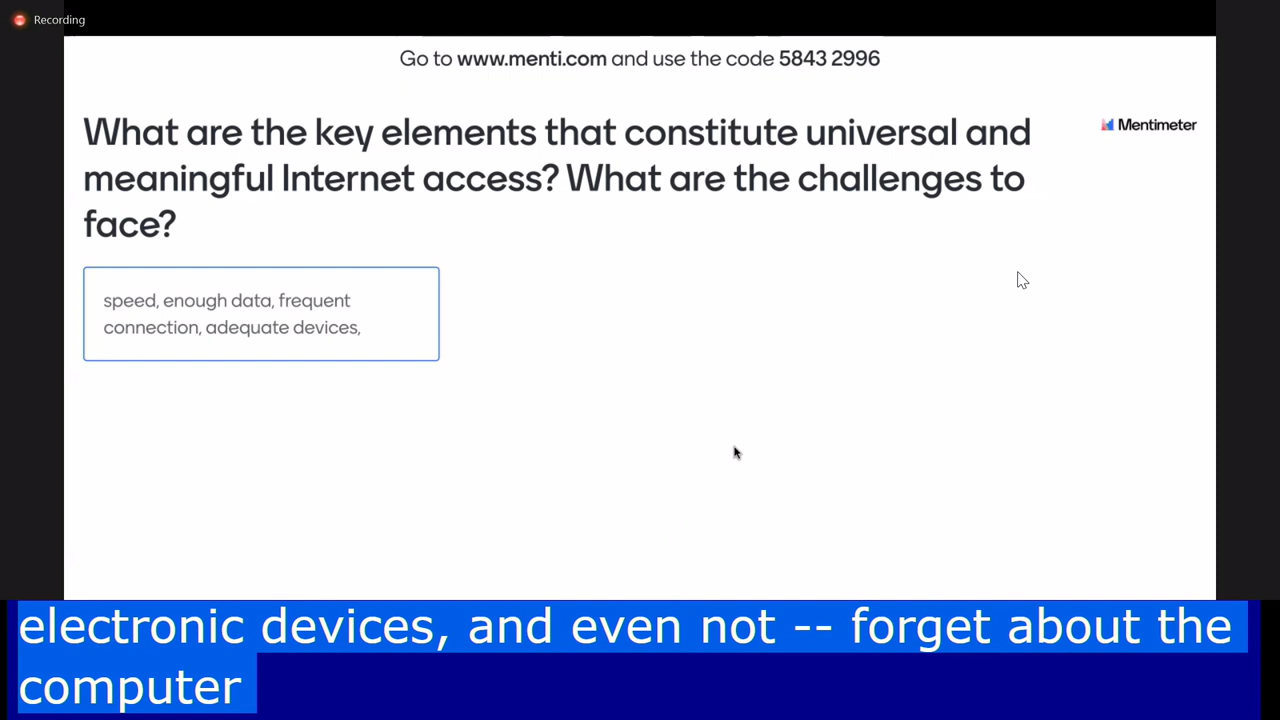 Recording
Go to www.menti.com and use the code 5843 2996
What are the key elements that constitute universal and
meaningful Internet access? What are the challenges to
face?
Mentimeter
speed, enough data, frequent
connection, adequate devices,
electronic devices, and even not -- forget about the
computer